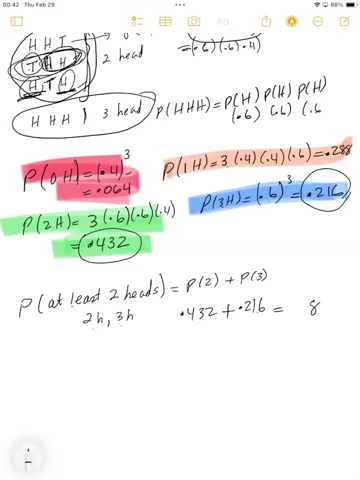 00:42 Mut Feb 29
H H T → 
T H H 2 head
= (.6)(.6)(.4)
H T H
H H H 3 head P(HHH) = P(H) P(H) P(H)
(.6) (.6) (.6
P(0H) = (.4)³
= .064
P(1H) = 3 (.4)(.4)(.6) = .288
P(2H) = 3(.6)(.6)(.4)
= .432
P(3H) = (.6)³ = .216
P(at least 2 heads) = P(2) + P(3)
2h, 3h .432 + .216 = 8